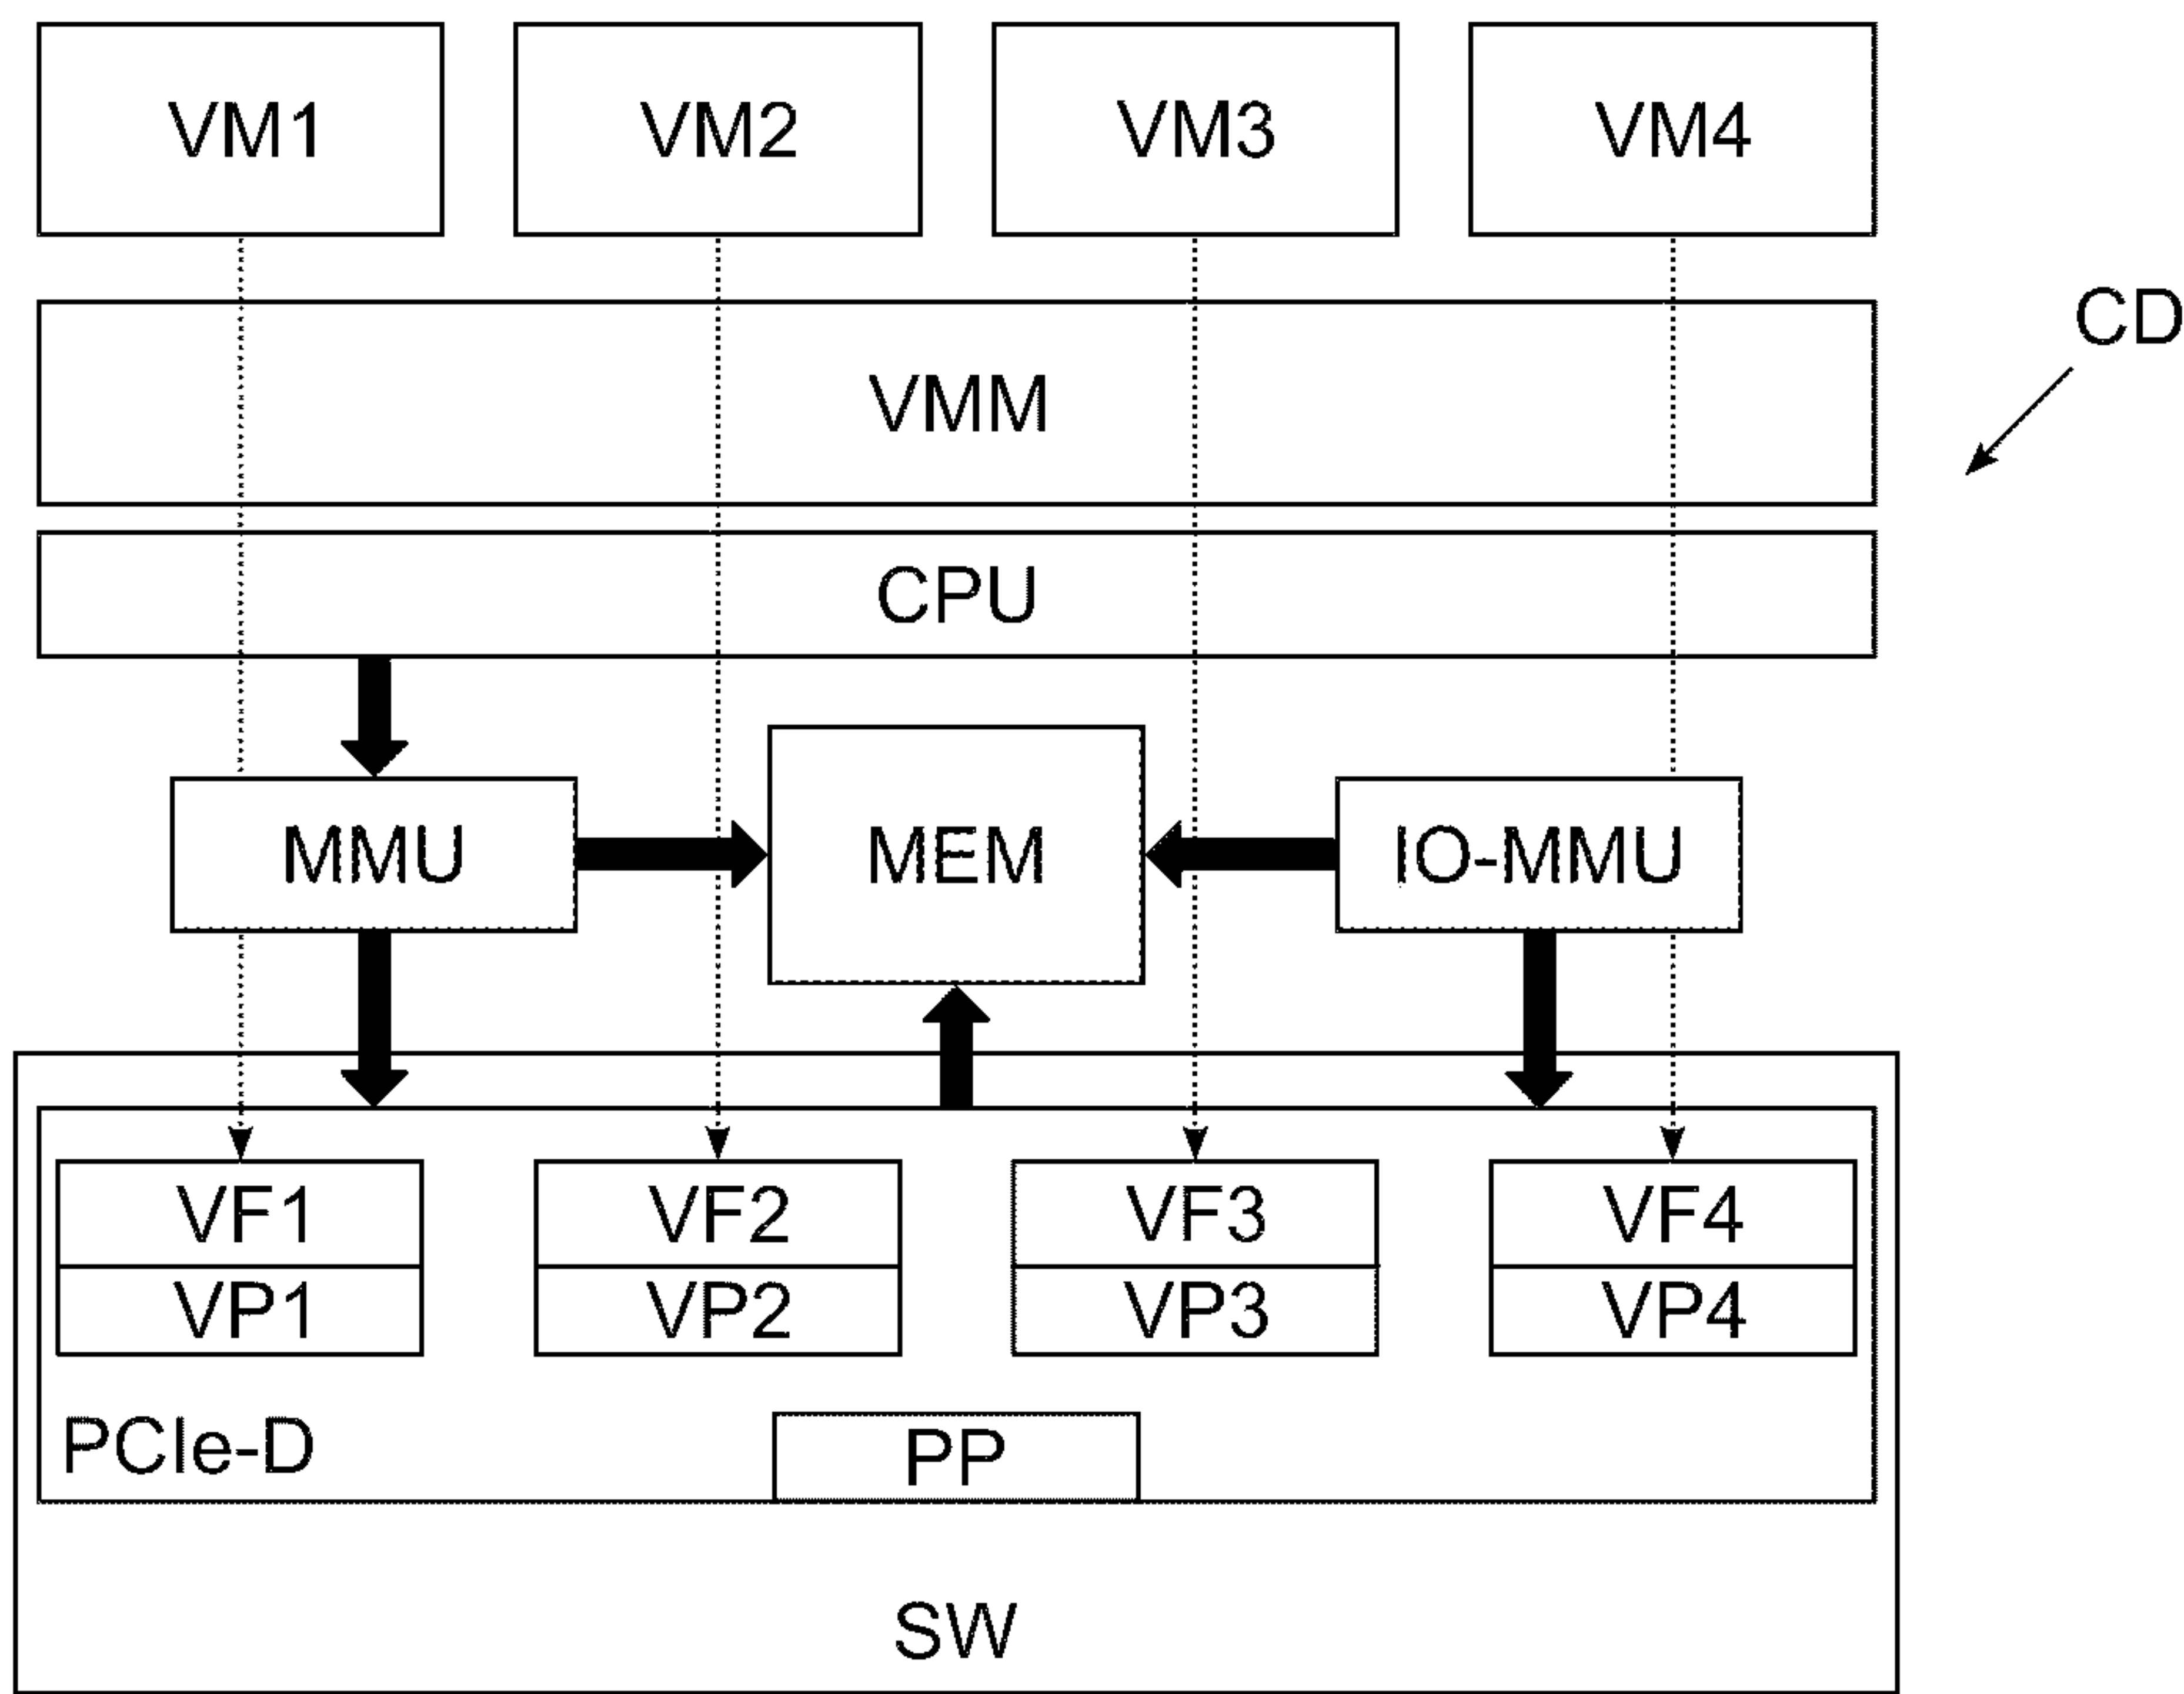 VM1 VM2 VM3 VM4
CD
VMM
CPU
MMU MEM IO-MMU
VF1 VF2 VF3 VF4
VP1 VP2 VP3 VP4
PCIe-D
PP
SW